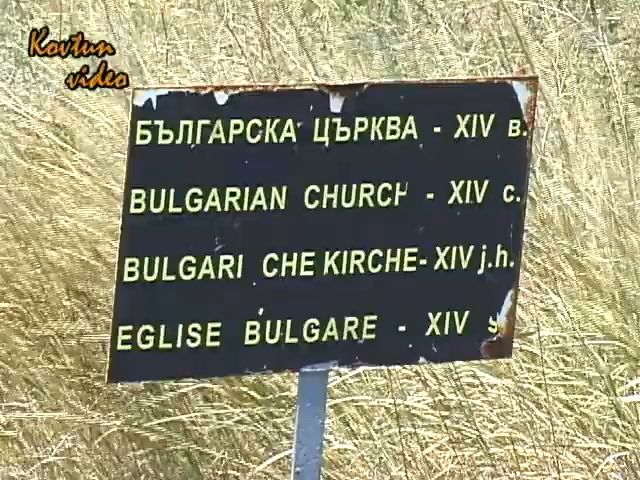 Kovtun
video
БЪЛГАРСКА ЦЪРКВА - XIV в.
BULGARIAN CHURCH - XIV c.
BULGARI CHE KIRCHE- XIV j.h.
EGLISE BULGARE - XIV